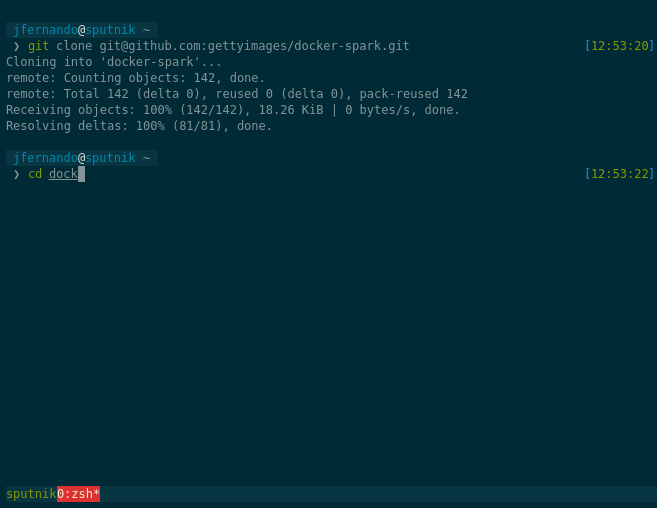 jfernando@sputnik ~
❯ git clone git@github.com:gettyimages/docker-spark.git [12:53:20]
Cloning into 'docker-spark'...
remote: Counting objects: 142, done.
remote: Total 142 (delta 0), reused 0 (delta 0), pack-reused 142
Receiving objects: 100% (142/142), 18.26 KiB | 0 bytes/s, done.
Resolving deltas: 100% (81/81), done.
jfernando@sputnik ~
❯ cd dock [12:53:22]
sputnik 0:zsh*